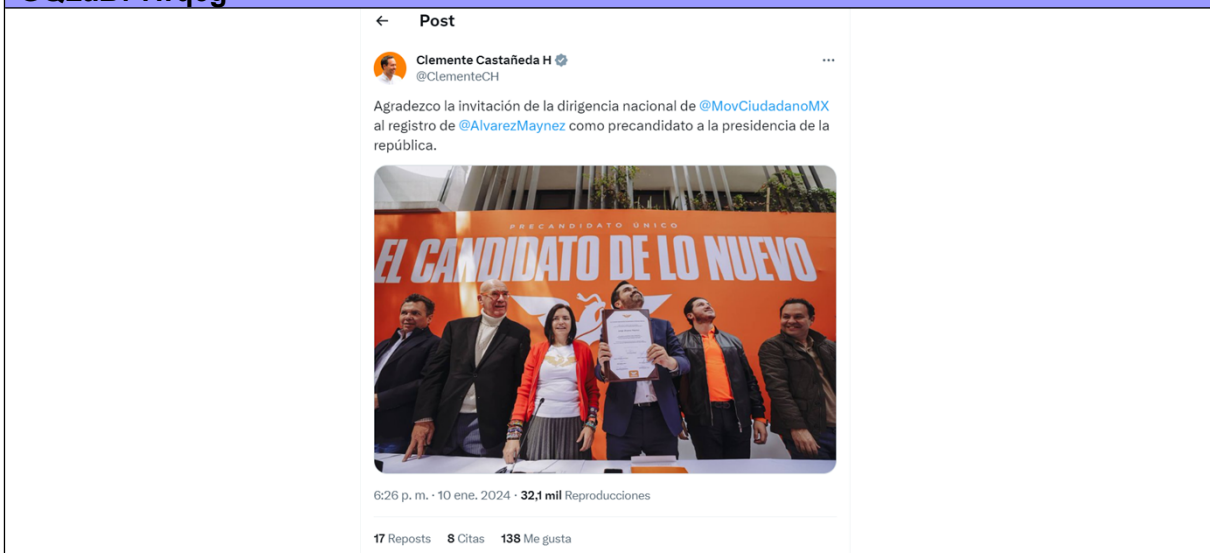 ← Post
Clemente Castañeda H
@ClementeCH
Agradezco la invitación de la dirigencia nacional de @MovCiudadanoMX
al registro de @AlvarezMaynez como precandidato a la presidencia de la
república.
PRECANDIDATO ÚNICO
EL CANDIDATO DE LO NUEVO
6:26 p. m. · 10 ene. 2024 · 32,1 mil Reproducciones
17 Reposts 8 Citas 138 Me gusta